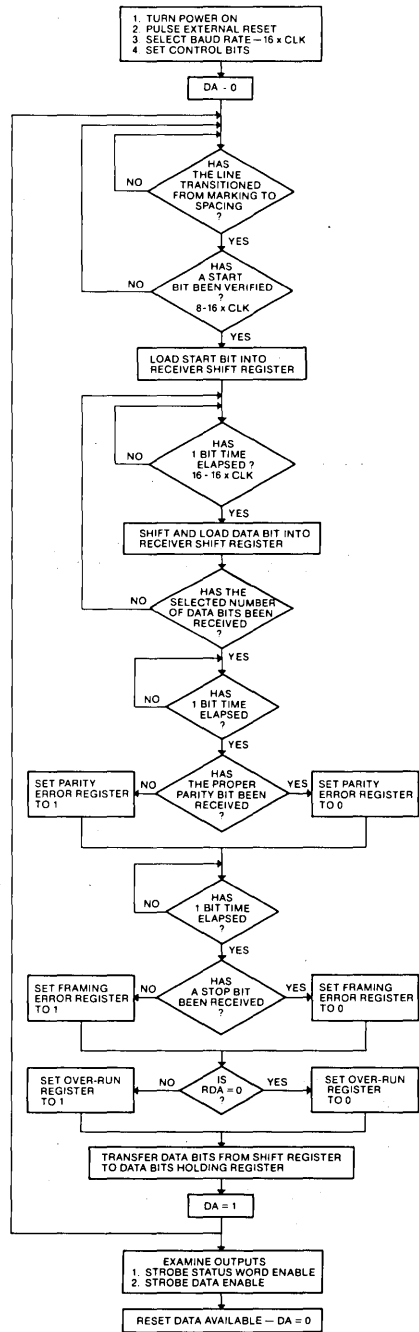 1. TURN POWER ON
2. PULSE EXTERNAL RESET
3 SELECT BAUD RATE — 16 x CLK
4 SET CONTROL BITS
DA - 0
HAS
THE LINE
TRANSITIONED
FROM MARKING TO
SPACING
?
NO
YES
HAS
A START
BIT BEEN VERIFIED
?
8-16 x CLK
NO
YES
LOAD START BIT INTO
RECEIVER SHIFT REGISTER
HAS
1 BIT TIME
ELAPSED ?
16 - 16 x CLK
NO
YES
SHIFT AND LOAD DATA BIT INTO
RECEIVER SHIFT REGISTER
HAS THE
SELECTED NUMBER
OF DATA BITS BEEN
RECEIVED
?
NO
YES
HAS
1 BIT TIME
ELAPSED
?
NO
YES
HAS
THE PROPER
PARITY BIT BEEN
RECEIVED
?
NO
YES
SET PARITY
ERROR REGISTER
TO 1
SET PARITY
ERROR REGISTER
TO 0
HAS
1 BIT TIME
ELAPSED
?
NO
YES
HAS
A STOP BIT
BEEN RECEIVED
?
NO
YES
SET FRAMING
ERROR REGISTER
TO 1
SET FRAMING
ERROR REGISTER
TO 0
IS
RDA = 0
?
NO
YES
SET OVER-RUN
REGISTER
TO 1
SET OVER-RUN
REGISTER
TO 0
TRANSFER DATA BITS FROM SHIFT REGISTER
TO DATA BITS HOLDING REGISTER
DA = 1
EXAMINE OUTPUTS
1. STROBE STATUS WORD ENABLE
2. STROBE DATA ENABLE
RESET DATA AVAILABLE — DA = 0